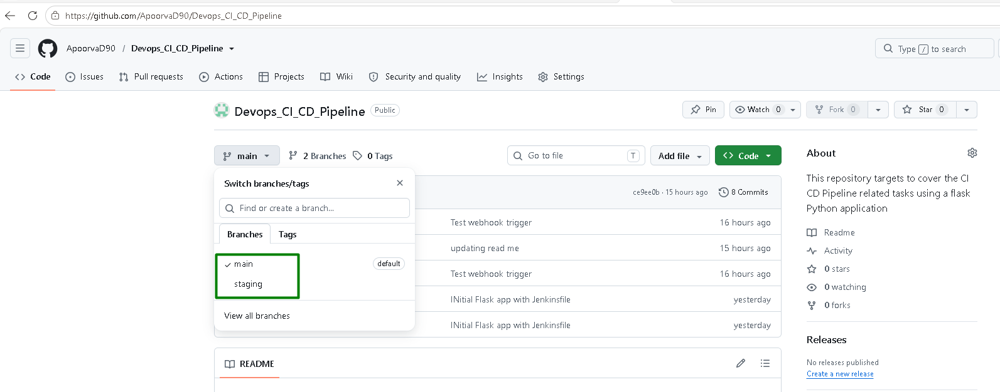 https://github.com/ApoorvaD90/Devops_CI_CD_Pipeline
ApoorvaD90 / Devops_CI_CD_Pipeline
Type / to search
Code Issues Pull requests Actions Projects Wiki Security and quality Insights Settings
Devops_CI_CD_Pipeline Public
Pin Watch 0 Fork 0 Star 0
main 2 Branches 0 Tags
Go to file T Add file Code
Switch branches/tags
Find or create a branch...
Branches Tags
main default
staging
View all branches
ce9ee0b · 15 hours ago 8 Commits
Test webhook trigger 16 hours ago
updating read me 15 hours ago
Test webhook trigger 16 hours ago
INitial Flask app with Jenkinsfile yesterday
INitial Flask app with Jenkinsfile yesterday
README
About
This repository targets to cover the CI
CD Pipeline related tasks using a flask
Python application
Readme
Activity
0 stars
0 watching
0 forks
Releases
No releases published
Create a new release